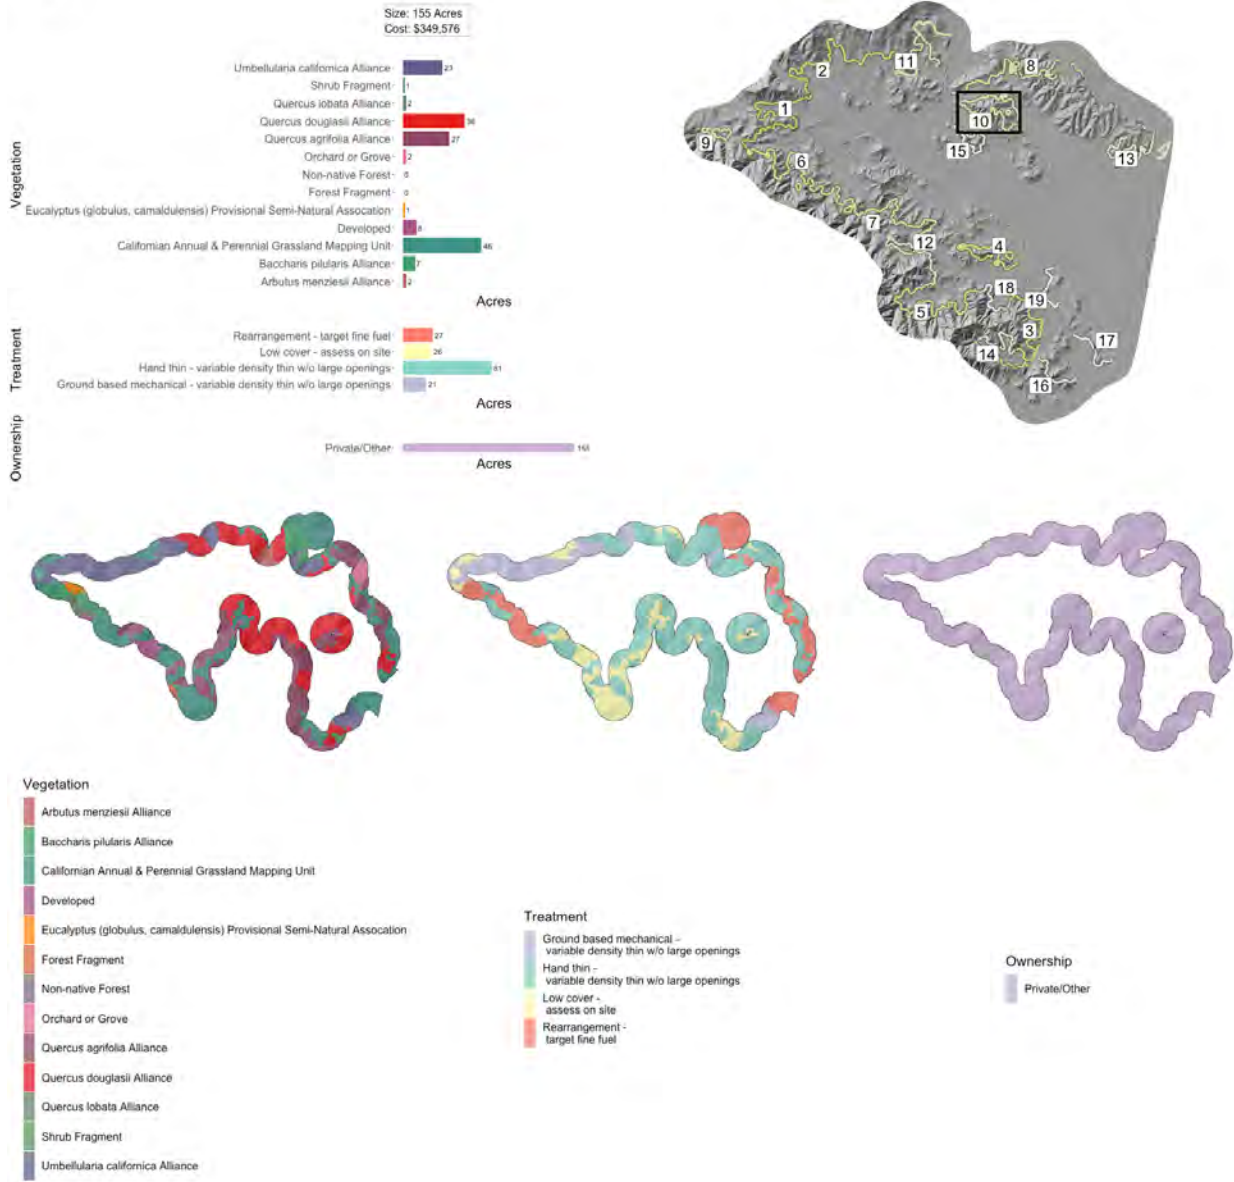 Size: 155 Acres
Cost: $349,576
Vegetation
Umbellularia californica Alliance 23
Shrub Fragment 1
Quercus lobata Alliance 2
Quercus douglasii Alliance 36
Quercus agrifolia Alliance 27
Orchard or Grove 2
Non-native Forest 0
Forest Fragment 0
Eucalyptus (globulus, camaldulensis) Provisional Semi-Natural Assocation 1
Developed 8
Californian Annual & Perennial Grassland Mapping Unit 46
Baccharis pilularis Alliance 7
Arbutus menziesii Alliance 2
Acres
Treatment
Rearrangement - target fine fuel 27
Low cover - assess on site 26
Hand thin - variable density thin w/o large openings 81
Ground based mechanical - variable density thin w/o large openings 21
Acres
Ownership
Private/Other 155
Acres
2
11
8
1
10
9
15
13
6
7
12
4
18
19
5
3
17
14
16
Vegetation
Arbutus menziesii Alliance
Baccharis pilularis Alliance
Californian Annual & Perennial Grassland Mapping Unit
Developed
Eucalyptus (globulus, camaldulensis) Provisional Semi-Natural Assocation
Forest Fragment
Non-native Forest
Orchard or Grove
Quercus agrifolia Alliance
Quercus douglasii Alliance
Quercus lobata Alliance
Shrub Fragment
Umbellularia californica Alliance
Treatment
Ground based mechanical -
variable density thin w/o large openings
Hand thin -
variable density thin w/o large openings
Low cover -
assess on site
Rearrangement -
target fine fuel
Ownership
Private/Other